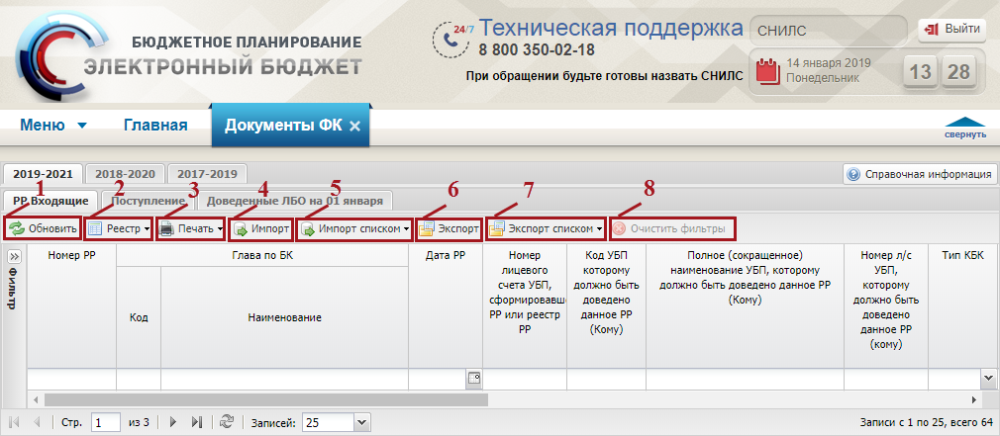 БЮДЖЕТНОЕ ПЛАНИРОВАНИЕ
ЭЛЕКТРОННЫЙ БЮДЖЕТ
24/7
Техническая поддержка
8 800 350-02-18
При обращении будьте готовы назвать СНИЛС
СНИЛС
Выйти
14 января 2019
Понедельник
13 28
Меню Главная Документы ФК
свернуть
2019-2021 2018-2020 2017-2019
Справочная информация
1 2 3 4 5 6 7 8
РР Входящие Поступление Доведенные ЛБО на 01 января
Обновить Реестр Печать Импорт Импорт списком Экспорт Экспорт списком Очистить фильтры
Фильтр
Номер РР
Глава по БК
Код
Наименование
Дата РР
Номер
лицевого
счета УБП,
сформировавш
РР или реестр
РР
Код УБП
которому
должно быть
доведено
данное РР
(Кому)
Полное (сокращенное)
наименование УБП, которому
должно быть доведено данное РР
(Кому)
Номер л/с
УБП,
которому
должно быть
доведено
данное РР
(кому)
Тип КБК
Стр. 1 из 3 Записей: 25 Записи с 1 по 25, всего 64